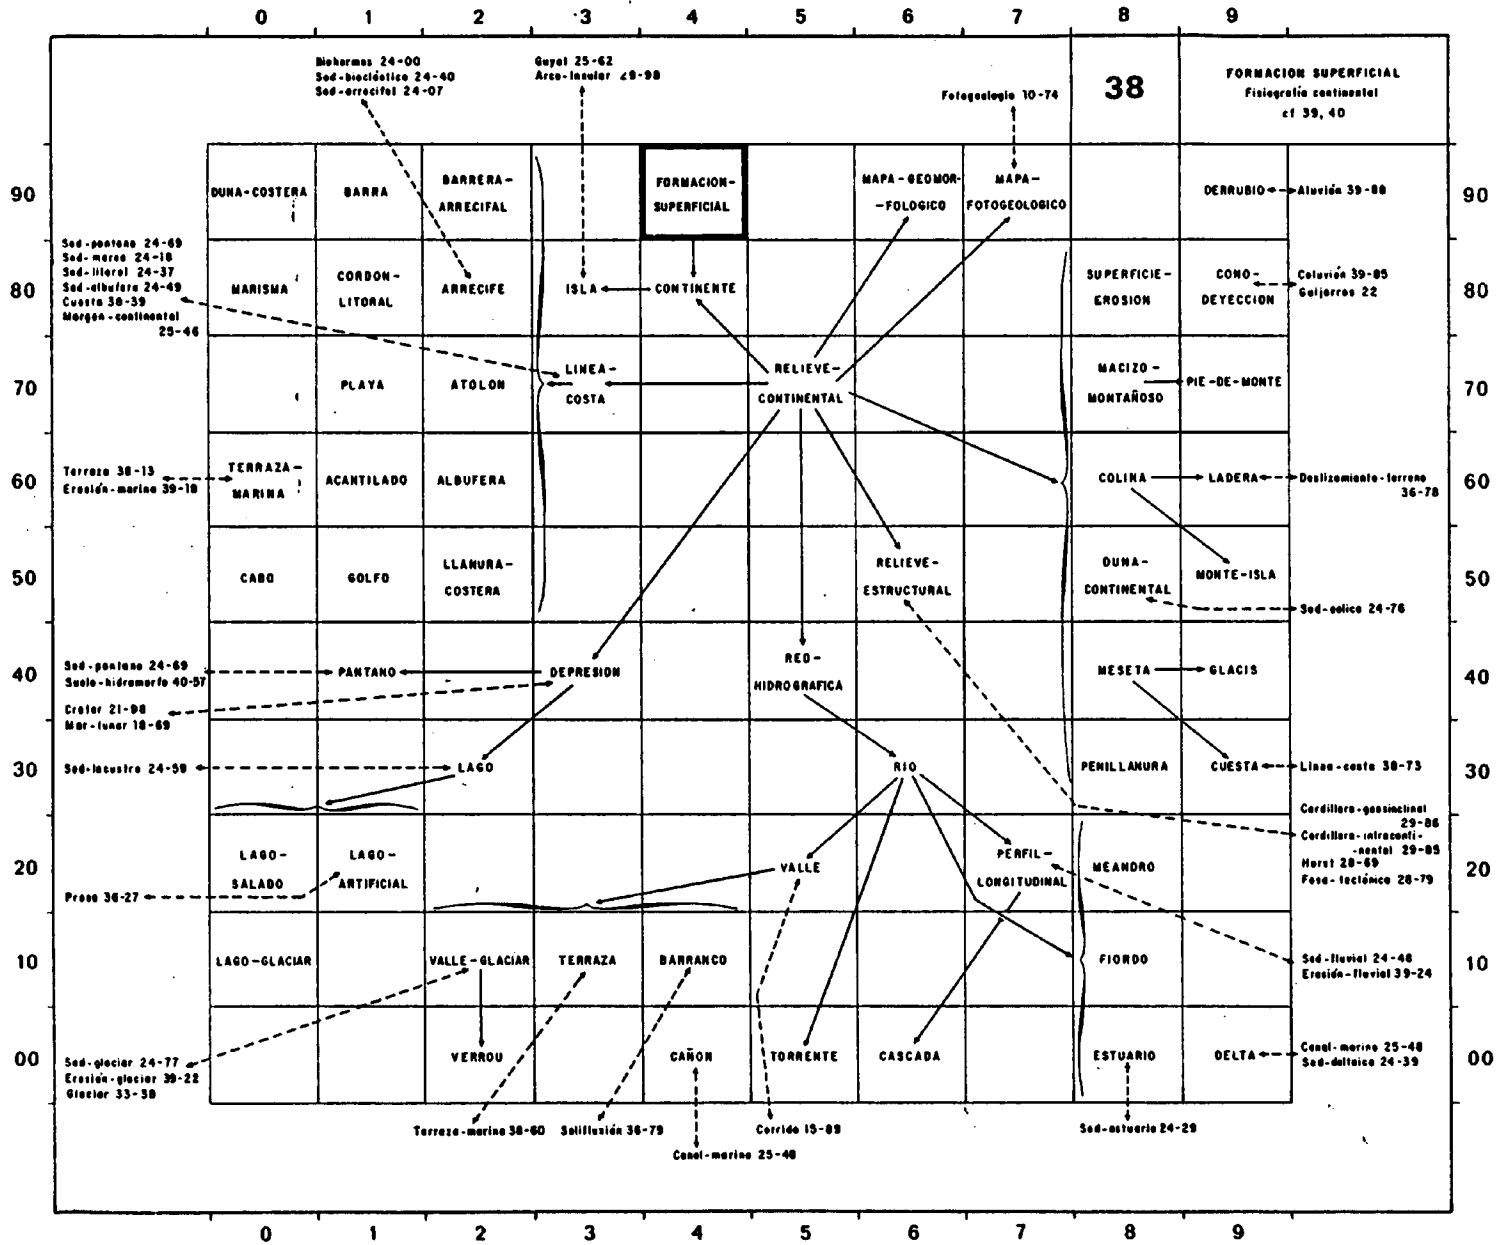 0 1 2 3 4 5 6 7 8 9
Biohermos 24-00
Sed-bioclástico 24-40
Sed-arrecifal 24-07
Guyot 25-62
Arco-insular 29-98
Fotogeologia 10-74
38
FORMACION SUPERFICIAL
Fisiografía continental
cf 39, 40
90
DUNA-COSTERA
BARRA
BARRERA-
ARRECIFAL
FORMACION-
SUPERFICIAL
MAPA-GEOMOR-
-FOLOGICO
MAPA-
FOTOGEOLOGICO
DERRUBIO
Aluvión 39-88
90
Sed-pantano 24-69
Sed-marea 24-18
Sed-litoral 24-37
Sed-albufera 24-49
Cuesta 38-39
Margen-continental
25-46
80
MARISMA
CORDON-
LITORAL
ARRECIFE
ISLA
CONTINENTE
SUPERFICIE-
EROSION
CONO-
DEYECCION
Coluvión 39-85
Guijarros 22
80
70
PLAYA
ATOLON
LINEA-
COSTA
RELIEVE-
CONTINENTAL
MACIZO-
MONTAÑOSO
PIE-DE-MONTE
70
Terraza 38-13
Erosión-marina 39-18
60
TERRAZA-
MARINA
ACANTILADO
ALBUFERA
COLINA
LADERA
Deslizamiento-terreno
36-78
60
50
CABO
GOLFO
LLANURA-
COSTERA
RELIEVE-
ESTRUCTURAL
DUNA-
CONTINENTAL
MONTE-ISLA
Sed-eolico 24-76
50
Sed-pantano 24-69
Suelo-hidromorfo 40-57
40
Crater 21-98
Mar-lunar 18-69
PANTANO
DEPRESION
RED-
HIDROGRAFICA
MESETA
GLACIS
40
Sed-lacustre 24-59
30
LAGO
RIO
PENILLANURA
CUESTA
Linea-costa 38-73
30
Cordillera-geosinclinal
29-86
Cordillera-intraconti-
-nental 29-85
Horst 28-69
Fosa-tectónica 28-79
20
LAGO-
SALADO
LAGO-
ARTIFICIAL
VALLE
PERFIL-
LONGITUDINAL
MEANDRO
20
Presa 36-27
10
LAGO-GLACIAR
VALLE-GLACIAR
TERRAZA
BARRANCO
FIORDO
Sed-fluvial 24-48
Erosión-fluvial 39-24
10
00
Sed-glaciar 24-77
Erosión-glaciar 39-22
Glaciar 33-38
VERROU
CAÑON
TORRENTE
CASCADA
ESTUARIO
DELTA
Canal-marino 25-48
Sed-deltaico 24-39
00
Terraza-marina 38-60
Solifluxión 36-79
Corrida 15-89
Sed-estuario 24-29
Canal-marino 25-48
0 1 2 3 4 5 6 7 8 9